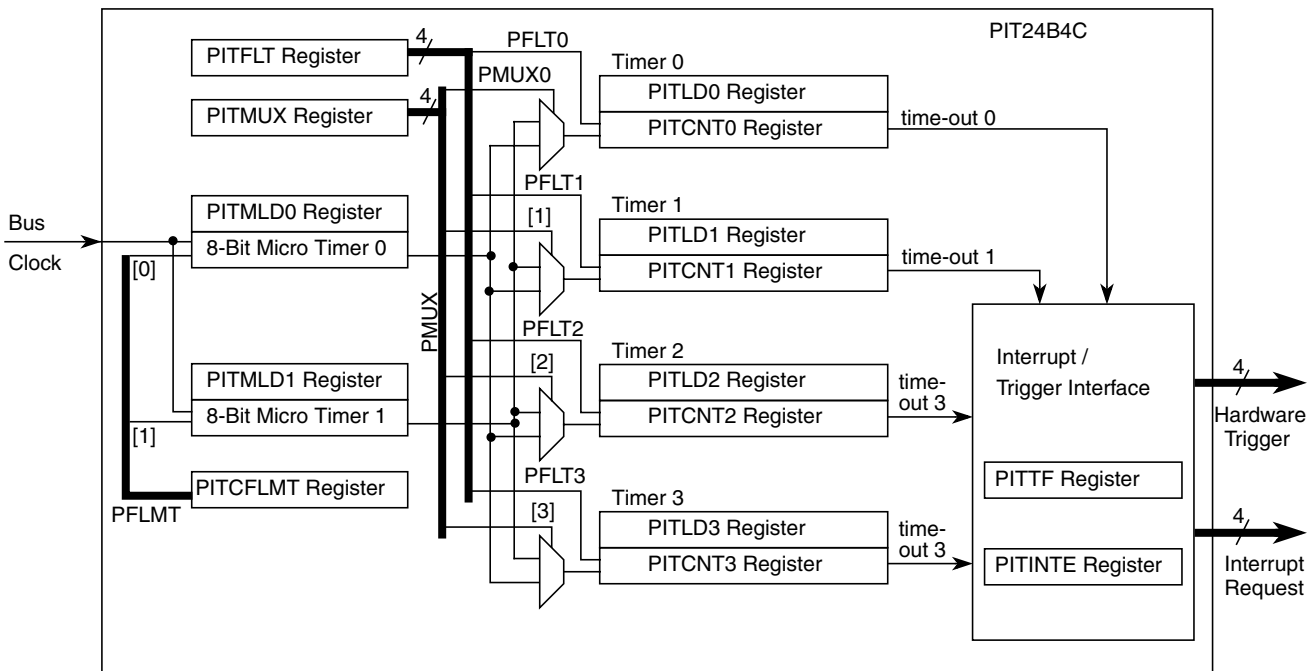 PIT24B4C
PITFLT Register
4
PFLT0
PMUX0
PITMUX Register
4
Timer 0
PITLD0 Register
PITCNT0 Register
time-out 0
PFLT1
Bus
Clock
PITMLD0 Register
8-Bit Micro Timer 0
[0]
[1]
Timer 1
PITLD1 Register
PITCNT1 Register
time-out 1
PMUX
PFLT2
[2]
PITMLD1 Register
8-Bit Micro Timer 1
[1]
Timer 2
PITLD2 Register
PITCNT2 Register
time-
out 3
Interrupt /
Trigger Interface
4
Hardware
Trigger
PITCFLMT Register
PFLMT
PFLT3
[3]
Timer 3
PITLD3 Register
PITCNT3 Register
time-
out 3
PITTF Register
PITINTE Register
4
Interrupt
Request